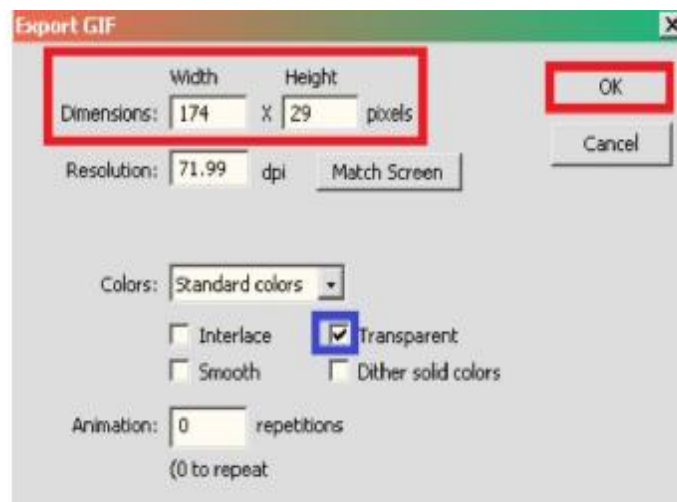 Export GIF
Width Height
Dimensions: 174 X 29 pixels
OK
Cancel
Resolution: 71.99 dpi Match Screen
Colors: Standard colors
Interlace Transparent
Smooth Dither solid colors
Animation: 0 repetitions
(0 to repeat